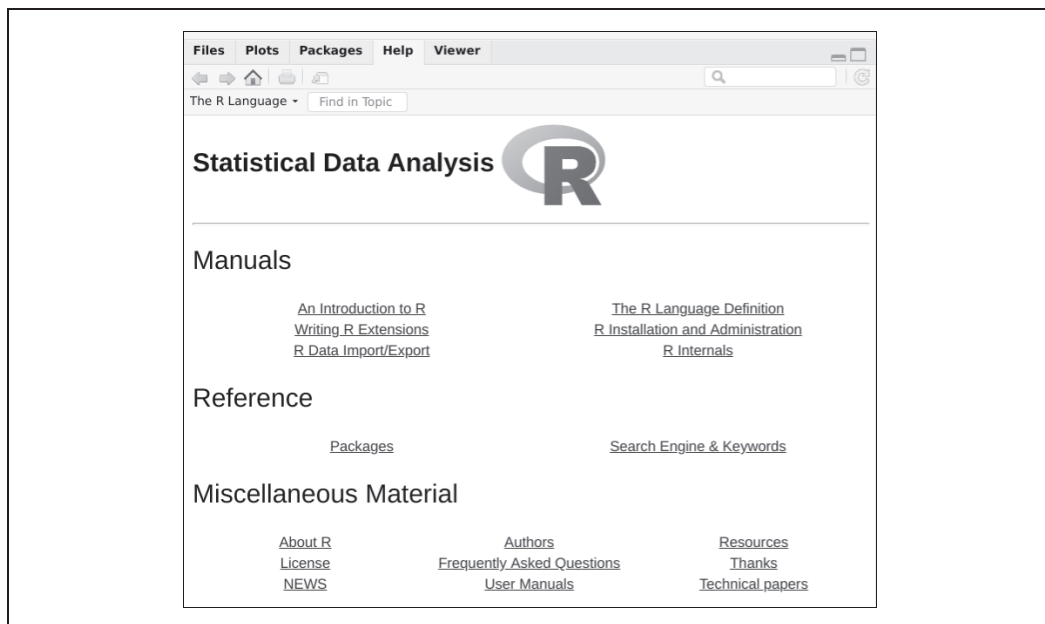 Files Plots Packages Help Viewer
The R Language Find in Topic
Statistical Data Analysis R
Manuals
An Introduction to R The R Language Definition
Writing R Extensions R Installation and Administration
R Data Import/Export R Internals
Reference
Packages Search Engine & Keywords
Miscellaneous Material
About R Authors Resources
License Frequently Asked Questions Thanks
NEWS User Manuals Technical papers